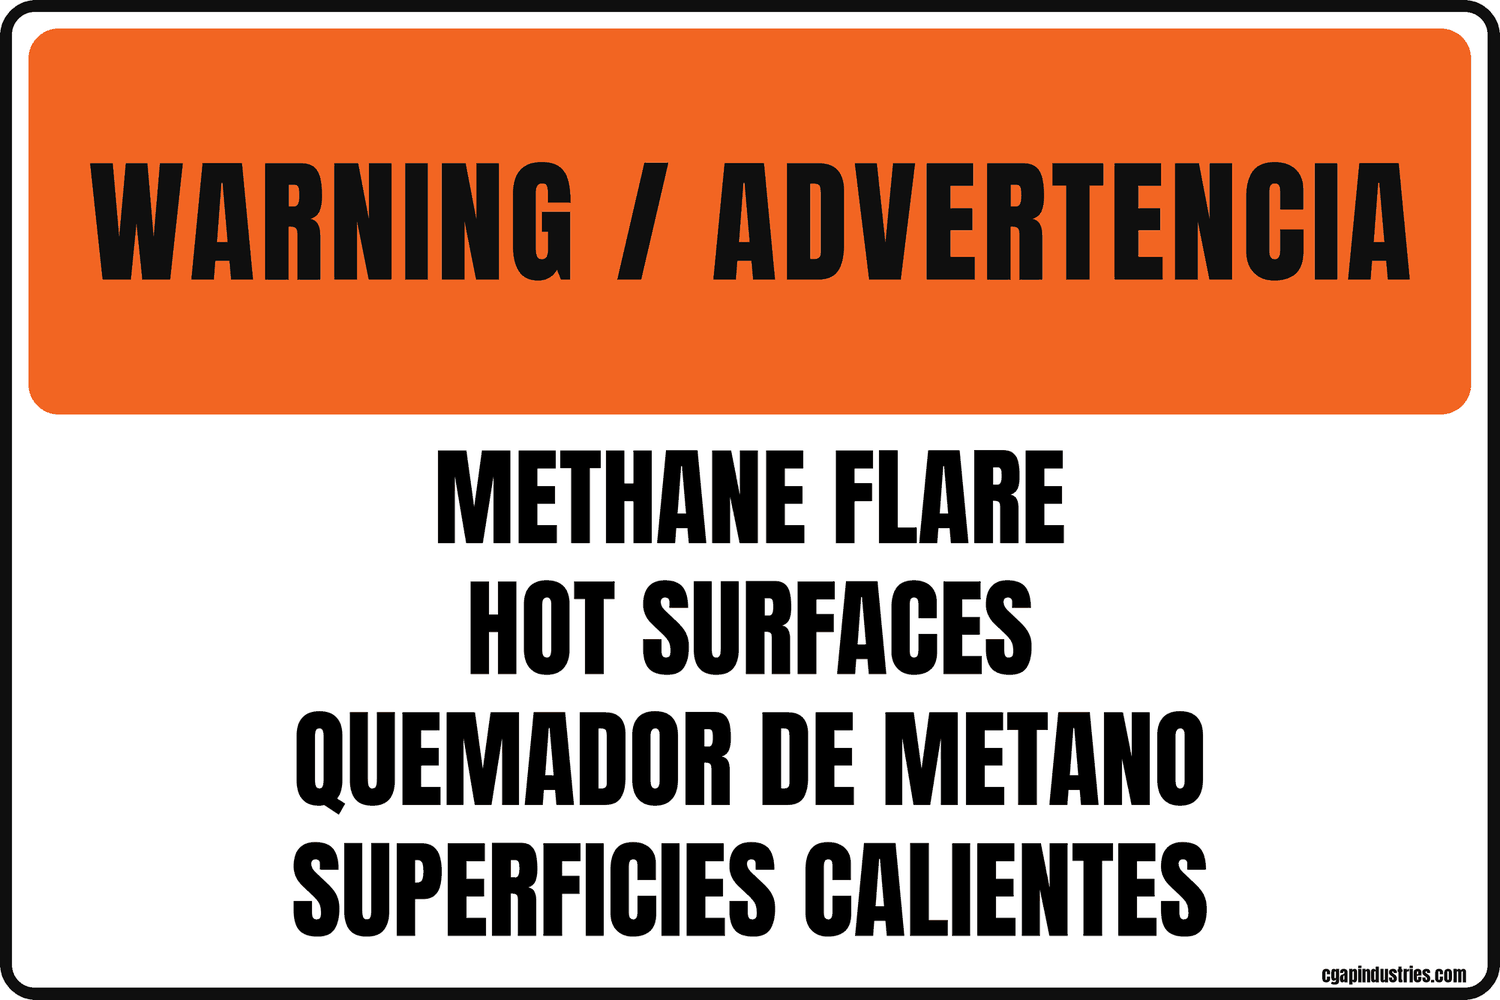 WARNING / ADVERTENCIA
METHANE FLARE
HOT SURFACES
QUEMADOR DE METANO
SUPERFICIES CALIENTES
cgapindustries.com